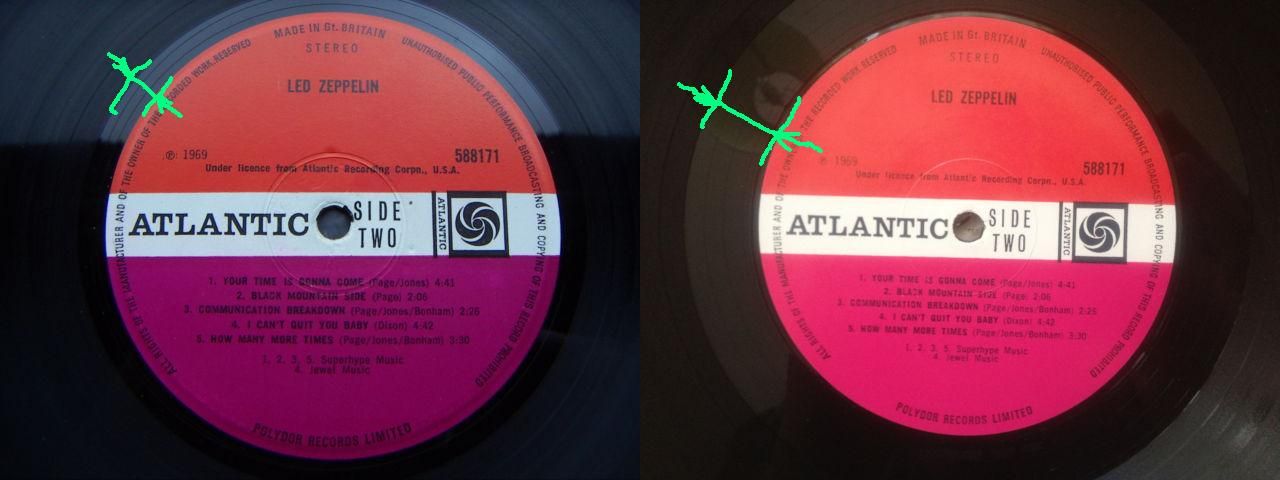 MADE IN Gt. BRITAIN
STEREO
LED ZEPPELIN
℗ 1969
588171
Under licence from Atlantic Recording Corpn., U.S.A.
ATLANTIC
SIDE TWO
ATLANTIC
1. YOUR TIME IS GONNA COME (Page/Jones) 4:41
2. BLACK MOUNTAIN SIDE (Page) 2:06
3. COMMUNICATION BREAKDOWN (Page/Jones/Bonham) 2:26
4. I CAN'T QUIT YOU BABY (Dixon) 4:42
5. HOW MANY MORE TIMES (Page/Jones/Bonham) 3:30
1, 2, 3, 5. Superhype Music
4. Jewel Music
POLYDOR RECORDS LIMITED
ALL RIGHTS OF THE MANUFACTURER AND OF THE OWNER OF THE RECORDED WORK RESERVED
UNAUTHORISED PUBLIC PERFORMANCE BROADCASTING AND COPYING OF THIS RECORD PROHIBITED
MADE IN Gt. BRITAIN
STEREO
LED ZEPPELIN
℗ 1969
588171
Under licence from Atlantic Recording Corpn., U.S.A.
ATLANTIC
SIDE TWO
ATLANTIC
1. YOUR TIME IS GONNA COME (Page/Jones) 4:41
2. BLACK MOUNTAIN SIDE (Page) 2:06
3. COMMUNICATION BREAKDOWN (Page/Jones/Bonham) 2:26
4. I CAN'T QUIT YOU BABY (Dixon) 4:42
5. HOW MANY MORE TIMES (Page/Jones/Bonham) 3:30
1, 2, 3, 5. Superhype Music
4. Jewel Music
POLYDOR RECORDS LIMITED
ALL RIGHTS OF THE MANUFACTURER AND OF THE OWNER OF THE RECORDED WORK RESERVED
UNAUTHORISED PUBLIC PERFORMANCE BROADCASTING AND COPYING OF THIS RECORD PROHIBITED